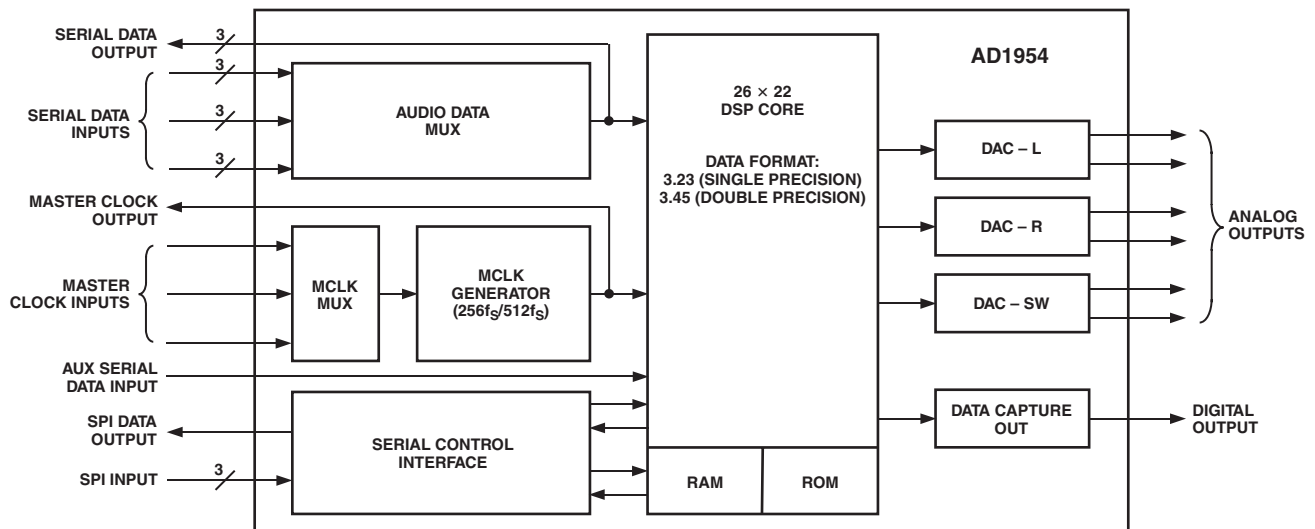 SERIAL DATA
OUTPUT
3
3
SERIAL DATA
INPUTS
3
3
AUDIO DATA
MUX
MASTER CLOCK
OUTPUT
MASTER
CLOCK INPUTS
MCLK
MUX
MCLK
GENERATOR
(256fS/512fS)
AUX SERIAL
DATA INPUT
SPI DATA
OUTPUT
SPI INPUT
3
SERIAL CONTROL
INTERFACE
26 × 22
DSP CORE
DATA FORMAT:
3.23 (SINGLE PRECISION)
3.45 (DOUBLE PRECISION)
RAM
ROM
AD1954
DAC – L
DAC – R
DAC – SW
ANALOG
OUTPUTS
DATA CAPTURE
OUT
DIGITAL
OUTPUT